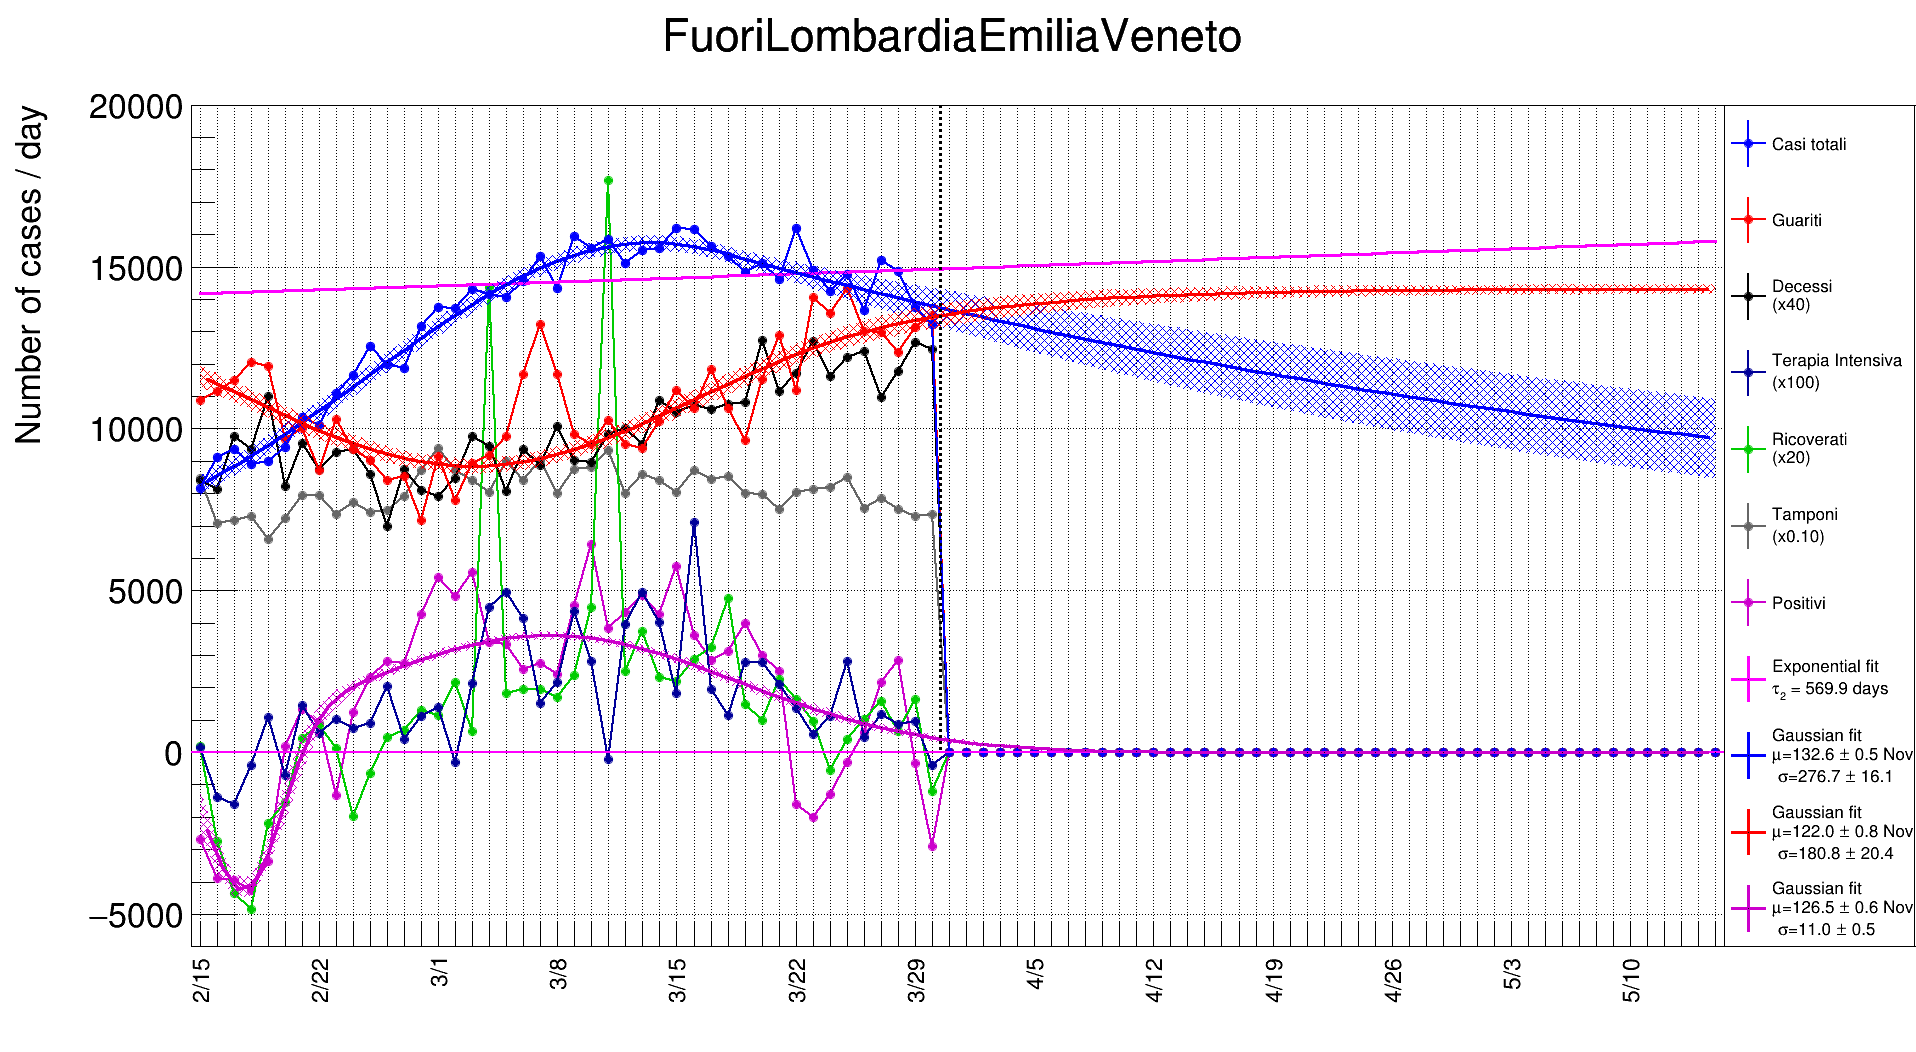 FuoriLombardiaEmiliaVeneto
Number of cases / day
20000
15000
10000
5000
0
−5000
2/15
2/22
3/1
3/8
3/15
3/22
3/29
4/5
4/12
4/19
4/26
5/3
5/10
Casi totali
Guariti
Decessi
(x40)
Terapia Intensiva
(x100)
Ricoverati
(x20)
Tamponi
(x0.10)
Positivi
Exponential fit
τ2 = 569.9 days
Gaussian fit
μ=132.6 ± 0.5 Nov
σ=276.7 ± 16.1
Gaussian fit
μ=122.0 ± 0.8 Nov
σ=180.8 ± 20.4
Gaussian fit
μ=126.5 ± 0.6 Nov
σ=11.0 ± 0.5